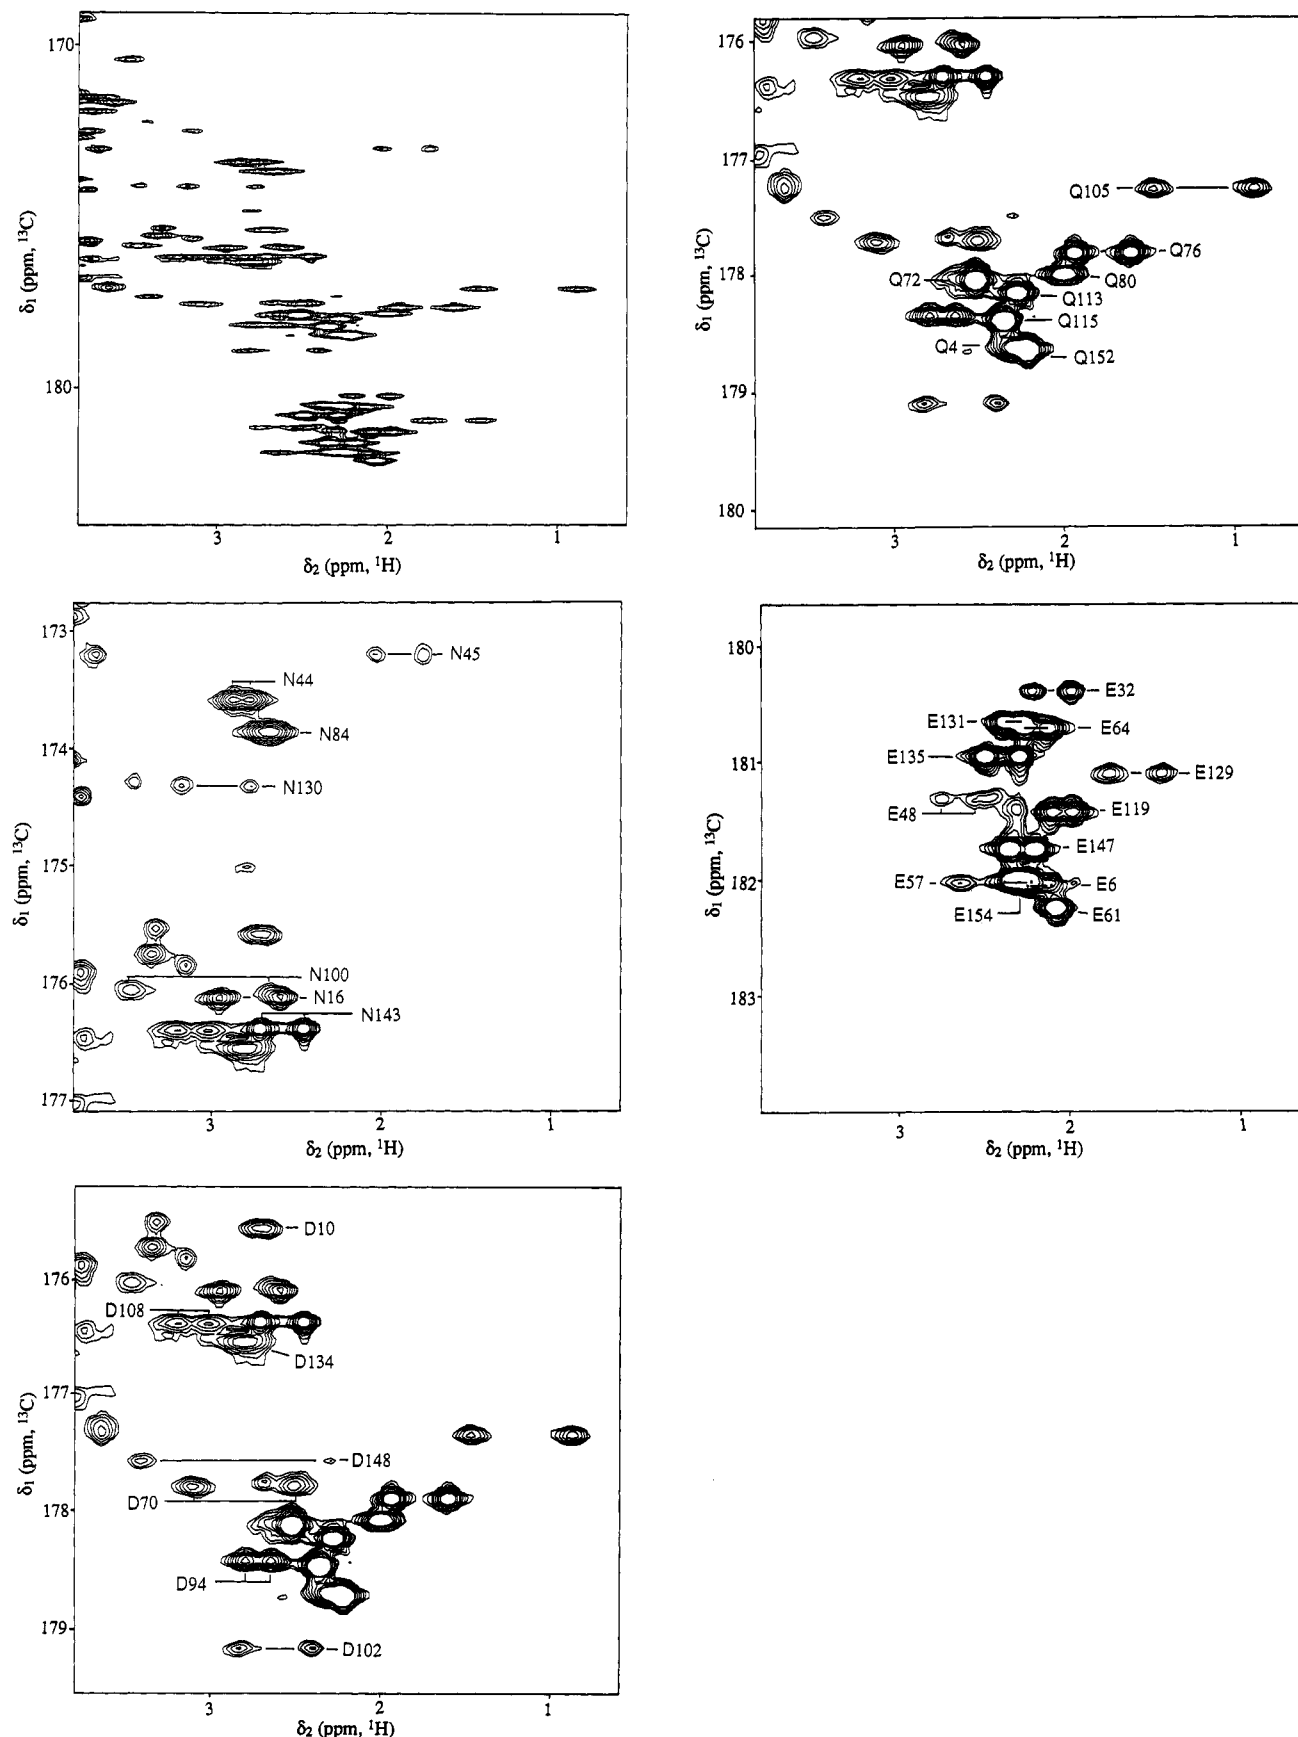 170
180
3 2 1
δ1 (ppm, 13C)
δ2 (ppm, 1H)
176
177
178
179
180
Q105
Q76
Q72
Q80
Q113
Q115
Q4
Q152
3 2 1
δ1 (ppm, 13C)
δ2 (ppm, 1H)
173
174
175
176
177
N45
N44
N84
N130
N100
N16
N143
3 2 1
δ1 (ppm, 13C)
δ2 (ppm, 1H)
180
181
182
183
E32
E131
E64
E135
E129
E48
E119
E147
E57
E6
E154
E61
3 2 1
δ1 (ppm, 13C)
δ2 (ppm, 1H)
176
177
178
179
D10
D108
D134
D148
D70
D94
D102
3 2 1
δ1 (ppm, 13C)
δ2 (ppm, 1H)